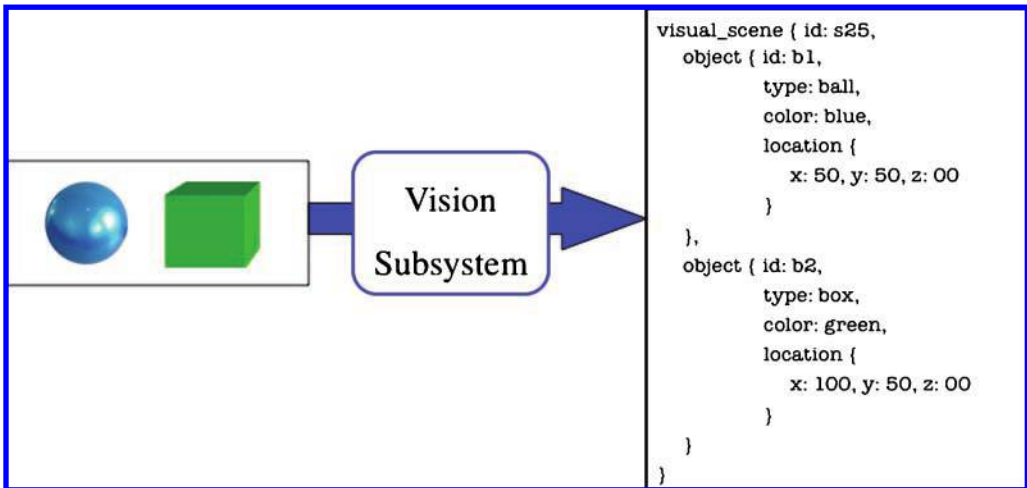 Vision
Subsystem
visual_scene { id: s25,
object { id: b1,
type: ball,
color: blue,
location {
x: 50, y: 50, z: 00
}
},
object { id: b2,
type: box,
color: green,
location {
x: 100, y: 50, z: 00
}
}
}